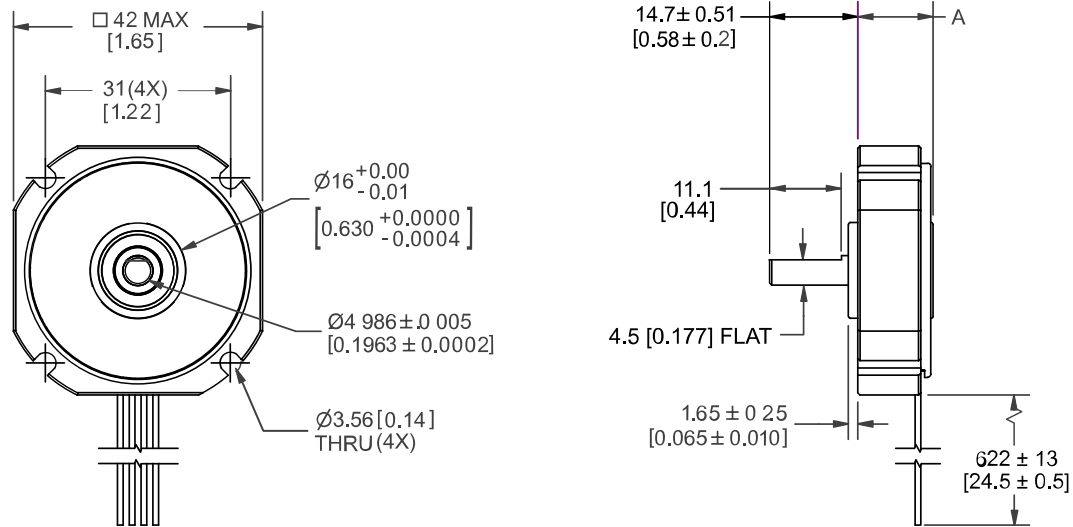 □ 42 MAX
[1.65]
31(4X)
[1.22]
Ø16 +0.00
-0.01
[0.630 +0.0000
-0.0004]
Ø4 986 ± 0 005
[0.1963 ± 0.0002]
Ø3.56 [0.14]
THRU (4X)
14.7 ± 0.51
[0.58 ± 0.2]
A
11.1
[0.44]
4.5 [0.177] FLAT
1.65 ± 0 25
[0.065 ± 0.010]
622 ± 13
[24.5 ± 0.5]